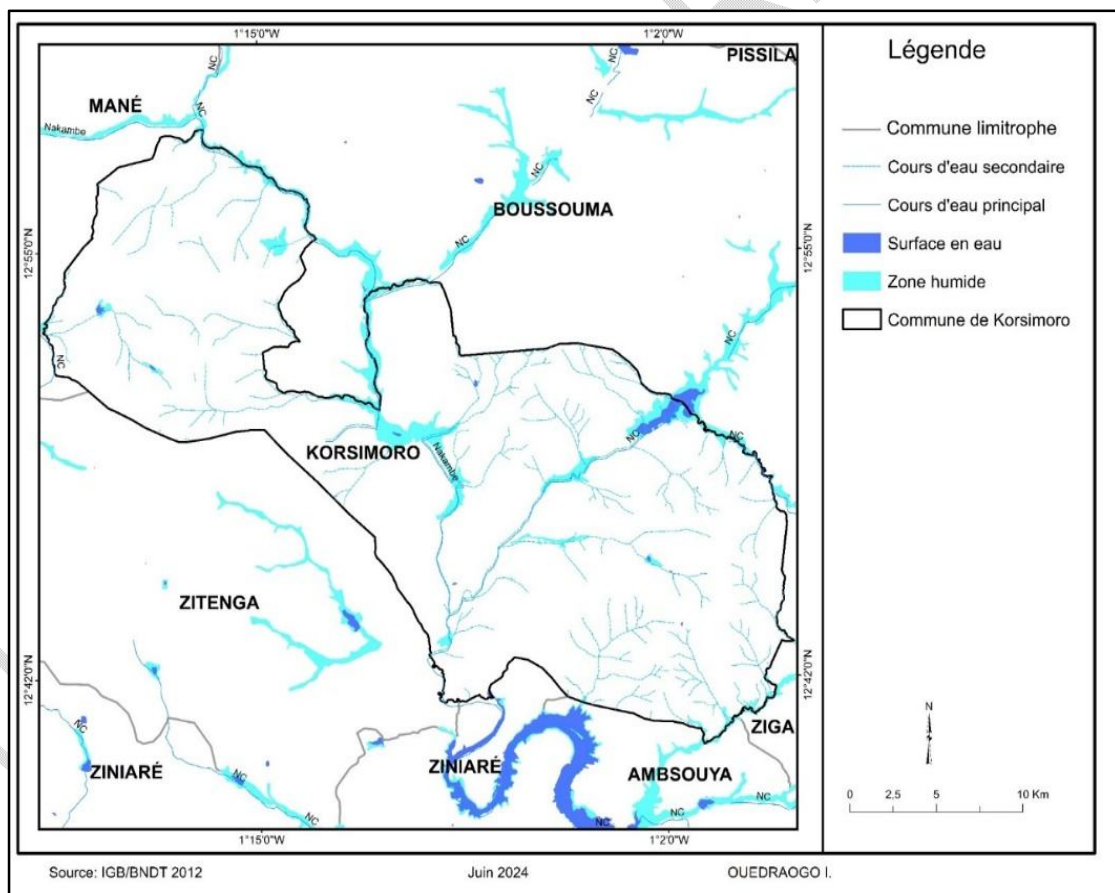 1°15'0"W
1°2'0"W
PISSILA
Légende
MANÉ
NC
NC
NC
Nakambe
NC
Commune limitrophe
Cours d'eau secondaire
Cours d'eau principal
Surface en eau
Zone humide
Commune de Korsimoro
BOUSSOUMA
NC
12°55'0"N
12°55'0"N
NC
NC
NC
NC
KORSIMORO
Nakambe
ZITENGA
12°42'0"N
12°42'0"N
NC
ZINIARÉ
NC
ZINIARÉ
AMBSOUYA
ZIGA
NC
NC
NC
N
0 2,5 5 10 Km
1°15'0"W
1°2'0"W
Source: IGB/BNDT 2012
Juin 2024
OUEDRAOGO I.